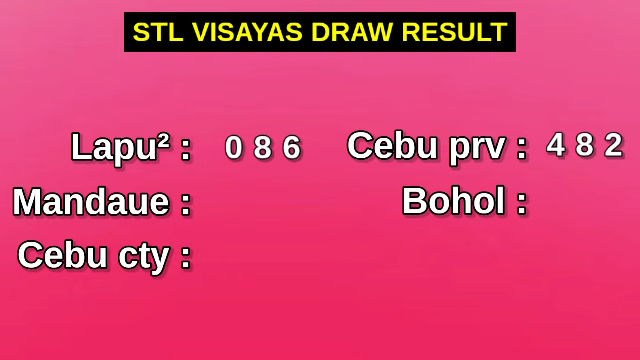 STL VISAYAS DRAW RESULT
Lapu² : 0 8 6
Cebu prv : 4 8 2
Mandaue :
Bohol :
Cebu cty :